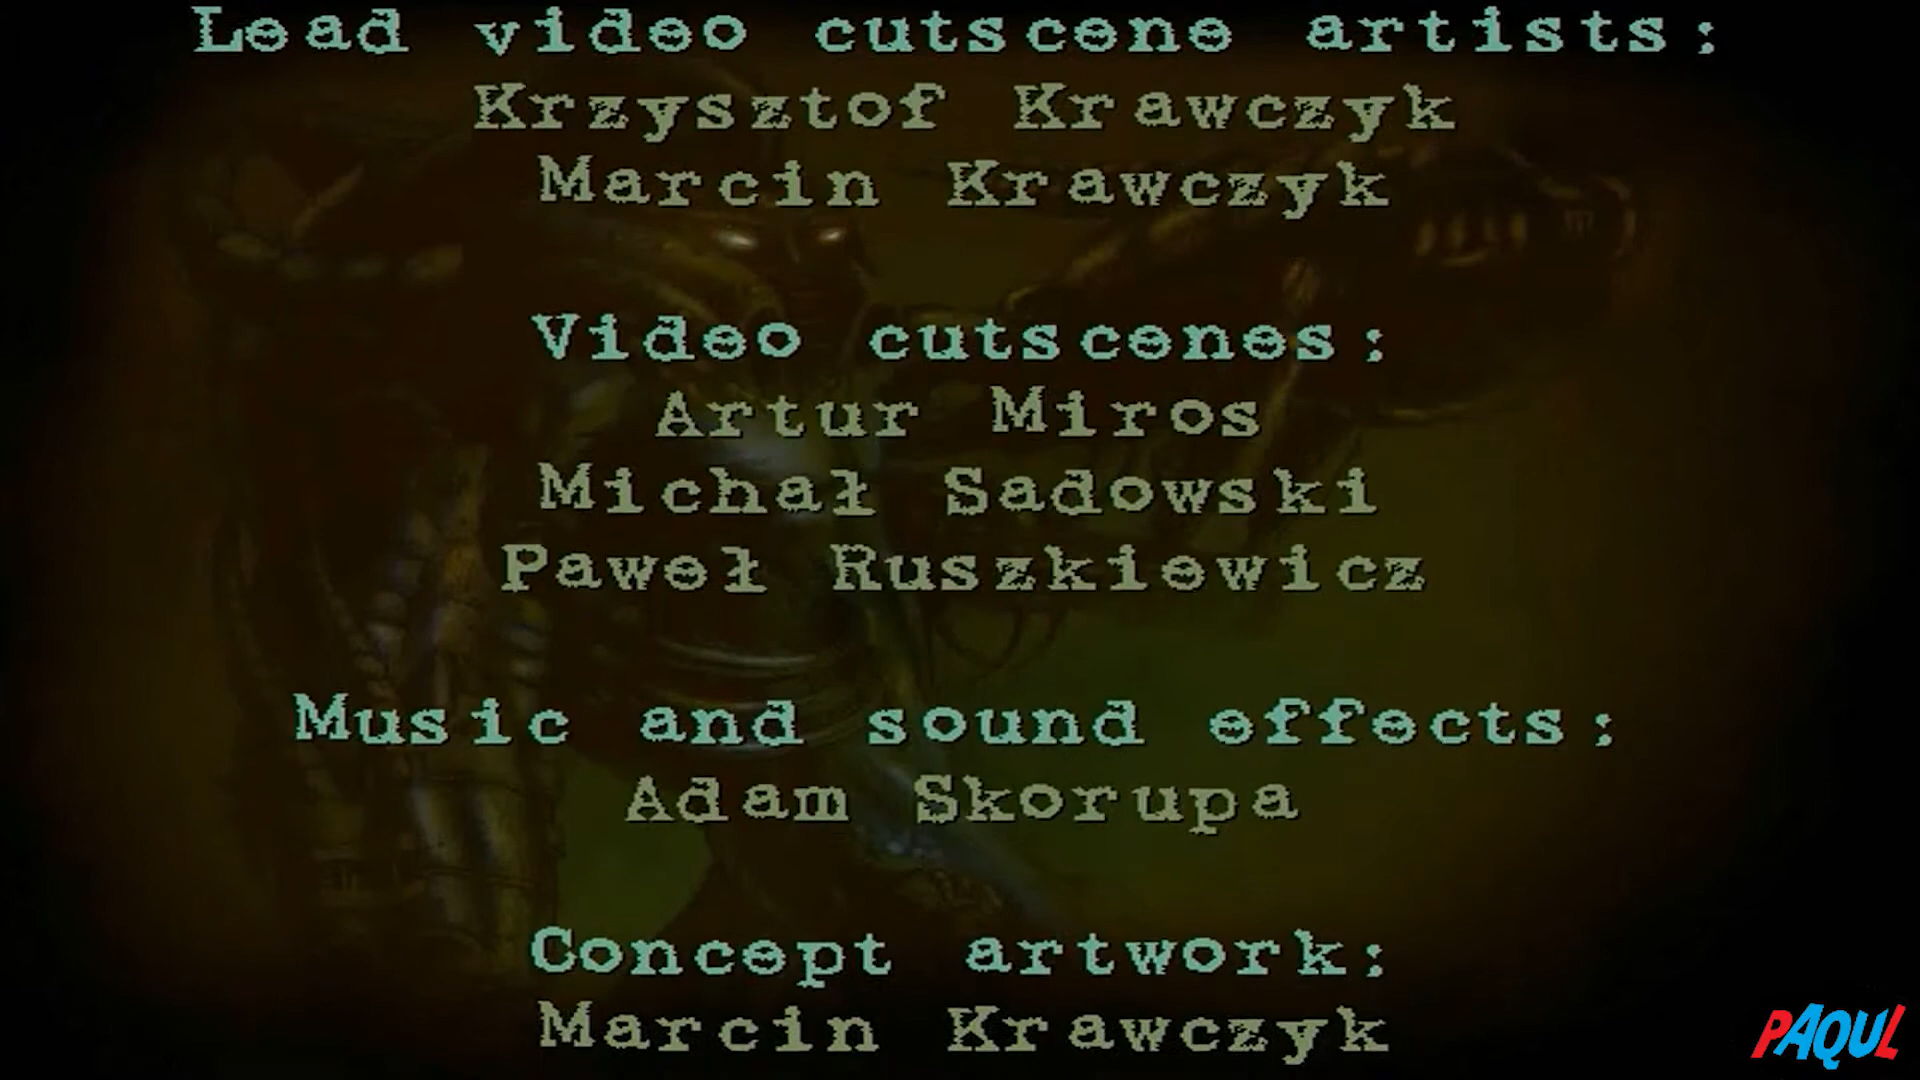 Lead video cutscene artists:
Krzysztof Krawczyk
Marcin Krawczyk
Video cutscenes:
Artur Miros
Michał Sadowski
Paweł Ruszkiewicz
Music and sound effects:
Adam Skorupa
Concept artwork:
Marcin Krawczyk
PAQUL